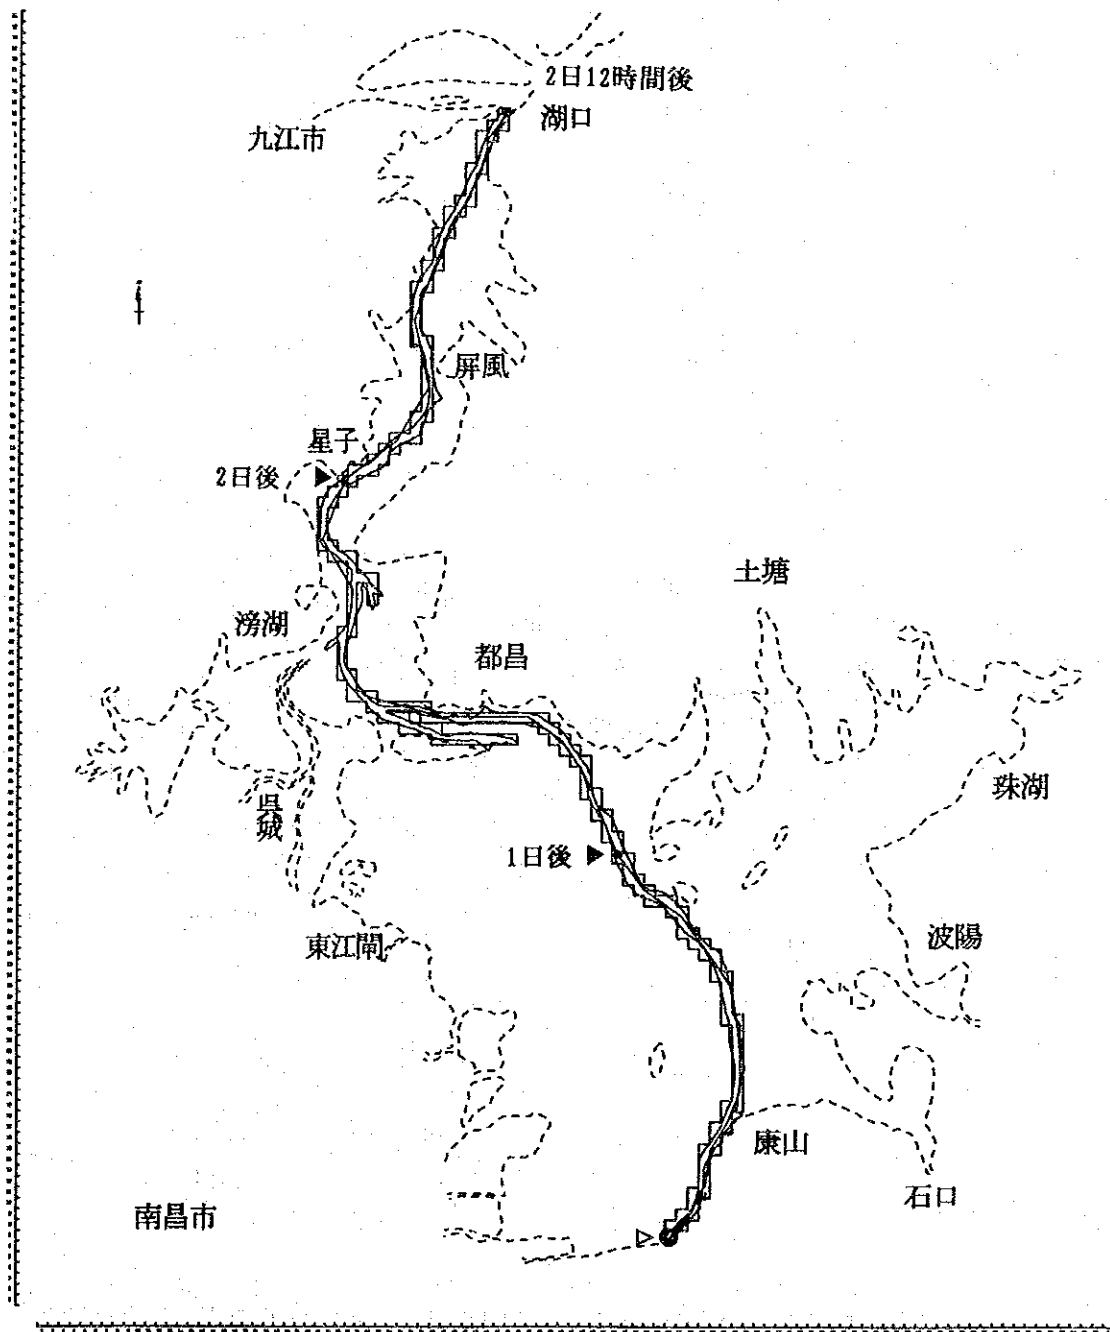 2日12時間後
湖口
九江市
屏風
星子
2日後
土塘
滂湖
都昌
珠湖
呉城
1日後
波陽
東江閘
康山
石口
南昌市